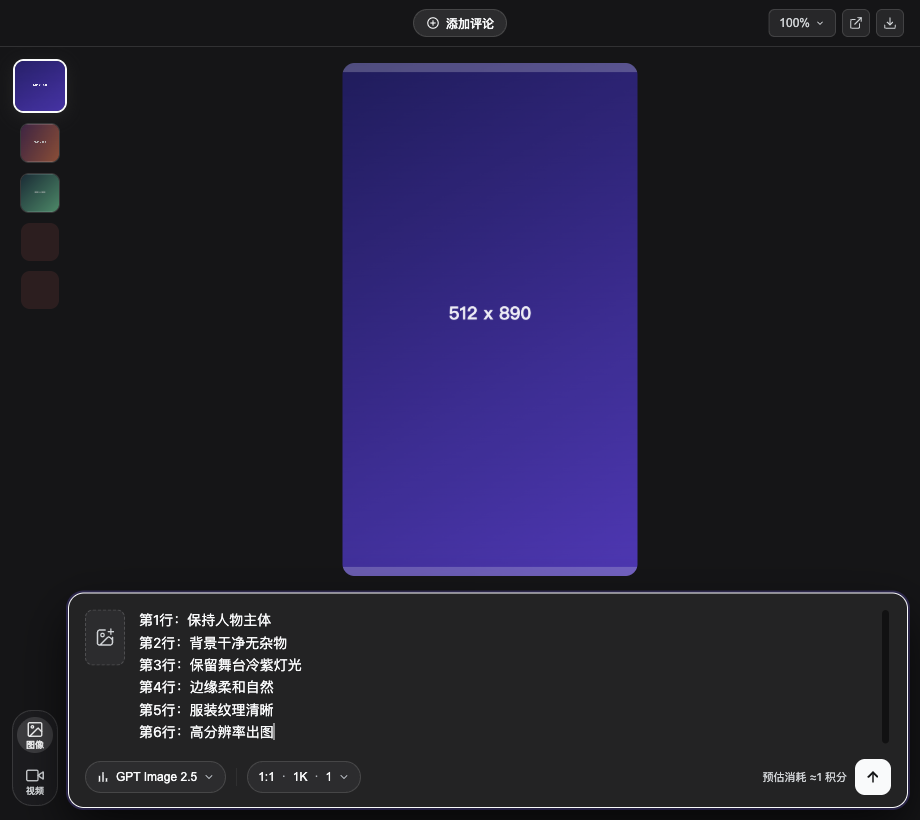 添加评论
100%
512 x 890
第1行：保持人物主体
第2行：背景干净无杂物
第3行：保留舞台冷紫灯光
第4行：边缘柔和自然
第5行：服装纹理清晰
第6行：高分辨率出图
图像
视频
GPT Image 2.5
1:1 · 1K · 1
预估消耗 ≈1 积分